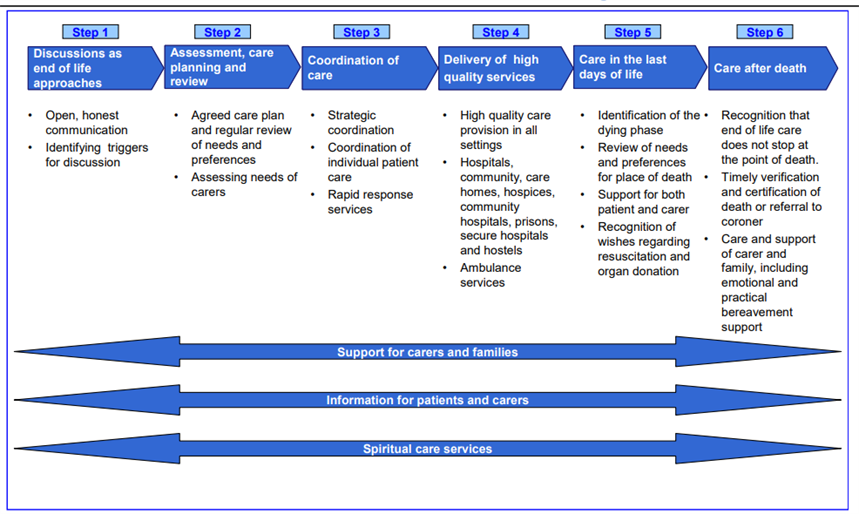 Step 1
Step 2
Step 3
Step 4
Step 5
Step 6
Discussions as
end of life
approaches
Assessment, care
planning and
review
Coordination of
care
Delivery of high
quality services
Care in the last
days of life
Care after death
• Open, honest
communication
• Identifying triggers
for discussion
• Agreed care plan
and regular review
of needs and
preferences
• Assessing needs of
carers
• Strategic
coordination
• Coordination of
individual patient
care
• Rapid response
services
• High quality care
provision in all
settings
• Hospitals,
community, care
homes, hospices,
community
hospitals, prisons,
secure hospitals
and hostels
• Ambulance
services
• Identification of the
dying phase
• Review of needs
and preferences
for place of death
• Support for both
patient and carer
• Recognition of
wishes regarding
resuscitation and
organ donation
• Recognition that
end of life care
does not stop at
the point of death.
• Timely verification
and certification of
death or referral to
coroner
• Care and support
of carer and
family, including
emotional and
practical
bereavement
support
Support for carers and families
Information for patients and carers
Spiritual care services